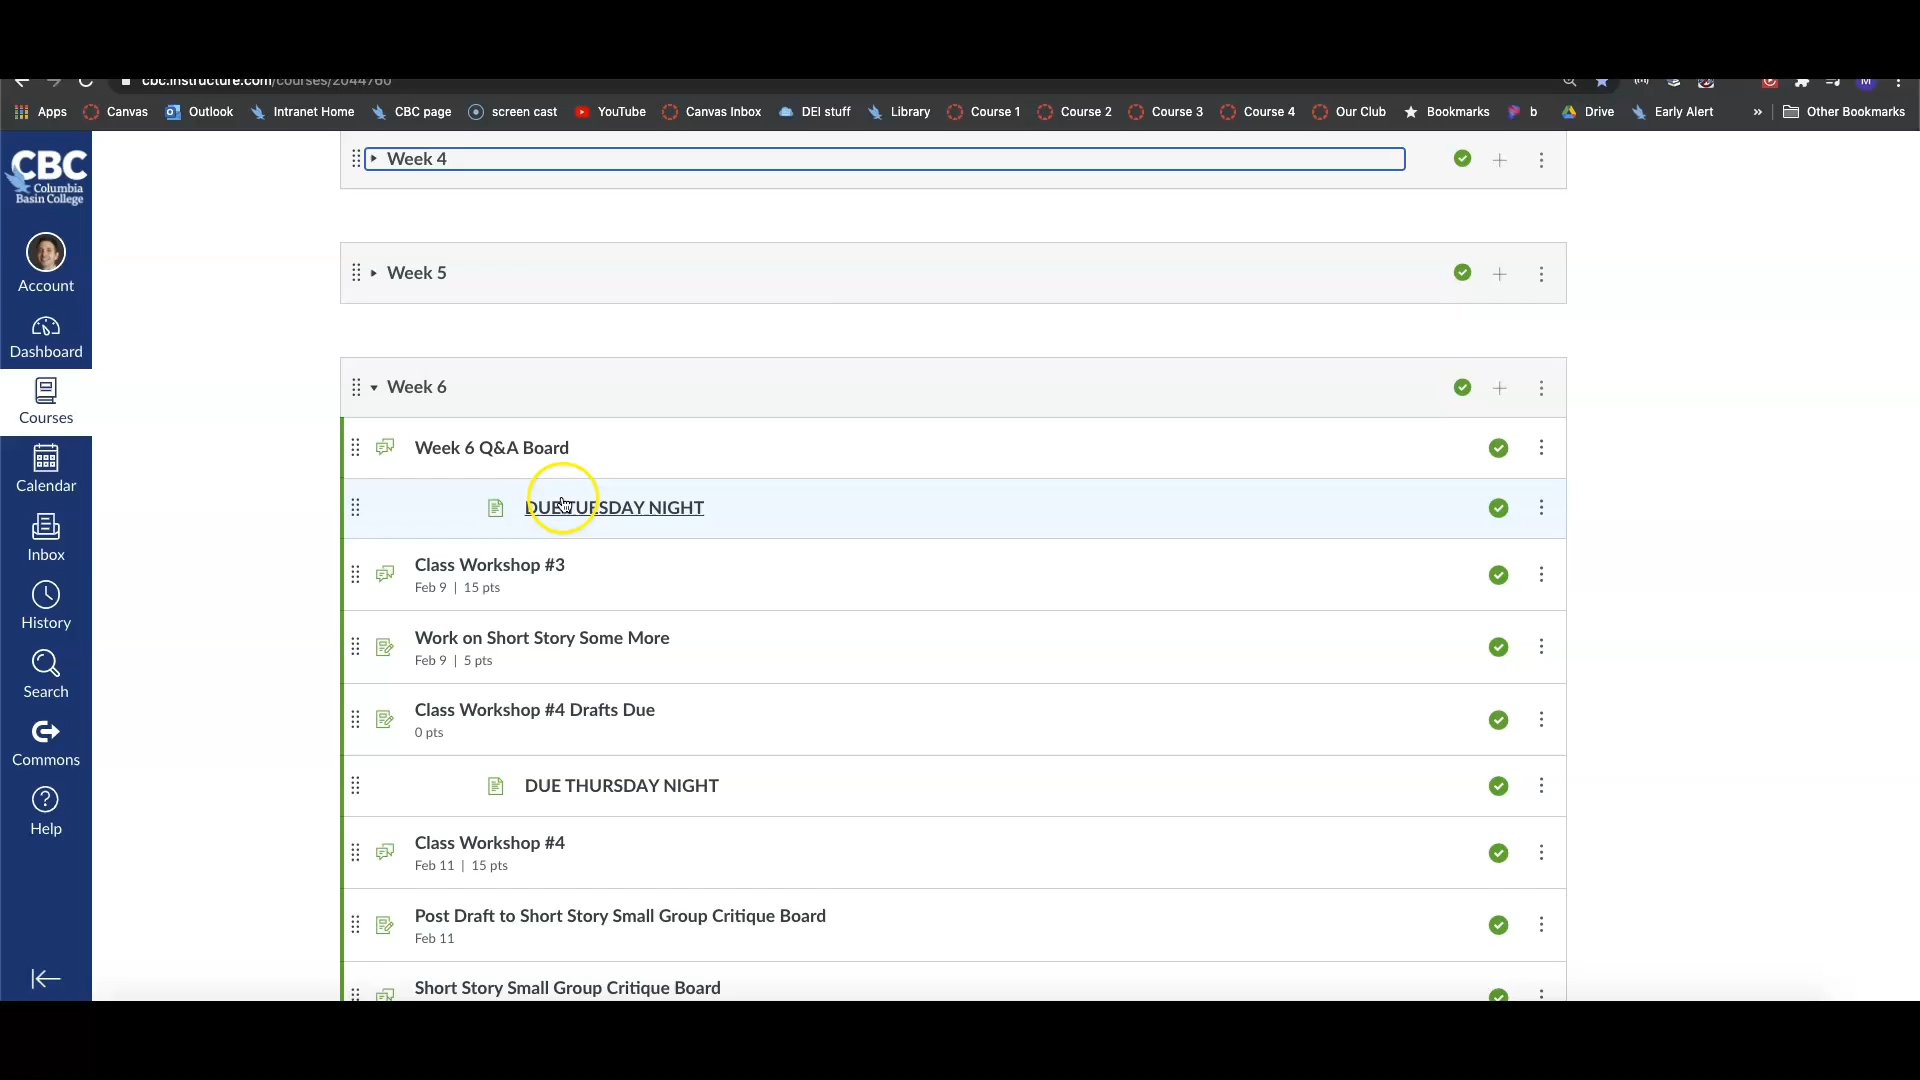 cbc.instructure.com/courses/2044760
Apps Canvas Outlook Intranet Home CBC page screen cast YouTube Canvas Inbox DEI stuff Library Course 1 Course 2 Course 3 Course 4 Our Club Bookmarks b Drive Early Alert » Other Bookmarks
CBC
Columbia
Basin College
Account
Dashboard
Courses
Calendar
Inbox
History
Search
Commons
Help
Week 4
Week 5
Week 6
Week 6 Q&A Board
DUE TUESDAY NIGHT
Class Workshop #3
Feb 9 | 15 pts
Work on Short Story Some More
Feb 9 | 5 pts
Class Workshop #4 Drafts Due
0 pts
DUE THURSDAY NIGHT
Class Workshop #4
Feb 11 | 15 pts
Post Draft to Short Story Small Group Critique Board
Feb 11
Short Story Small Group Critique Board